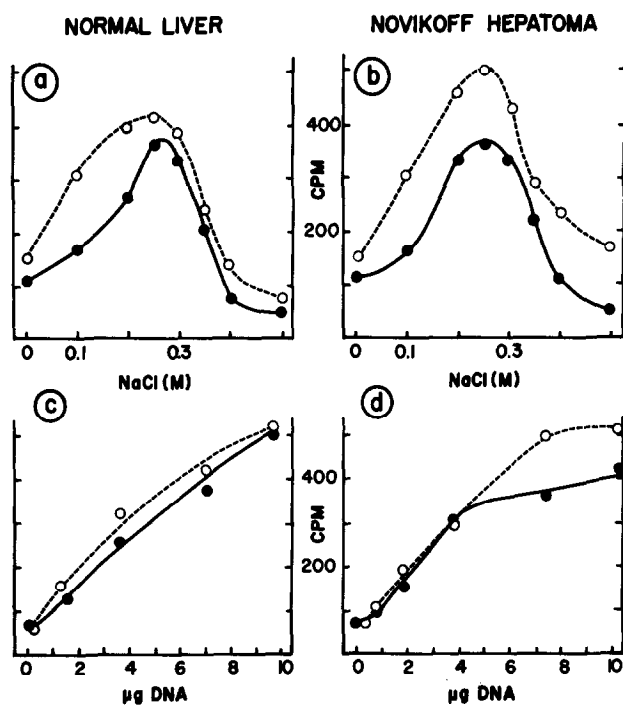 NORMAL LIVER
NOVIKOFF HEPATOMA
a
b
400
200
CPM
0 0.1 0.3
NaCl (M)
0 0.1 0.3
NaCl (M)
c
d
400
200
CPM
0 2 4 6 8 10
µg DNA
0 2 4 6 8 10
µg DNA